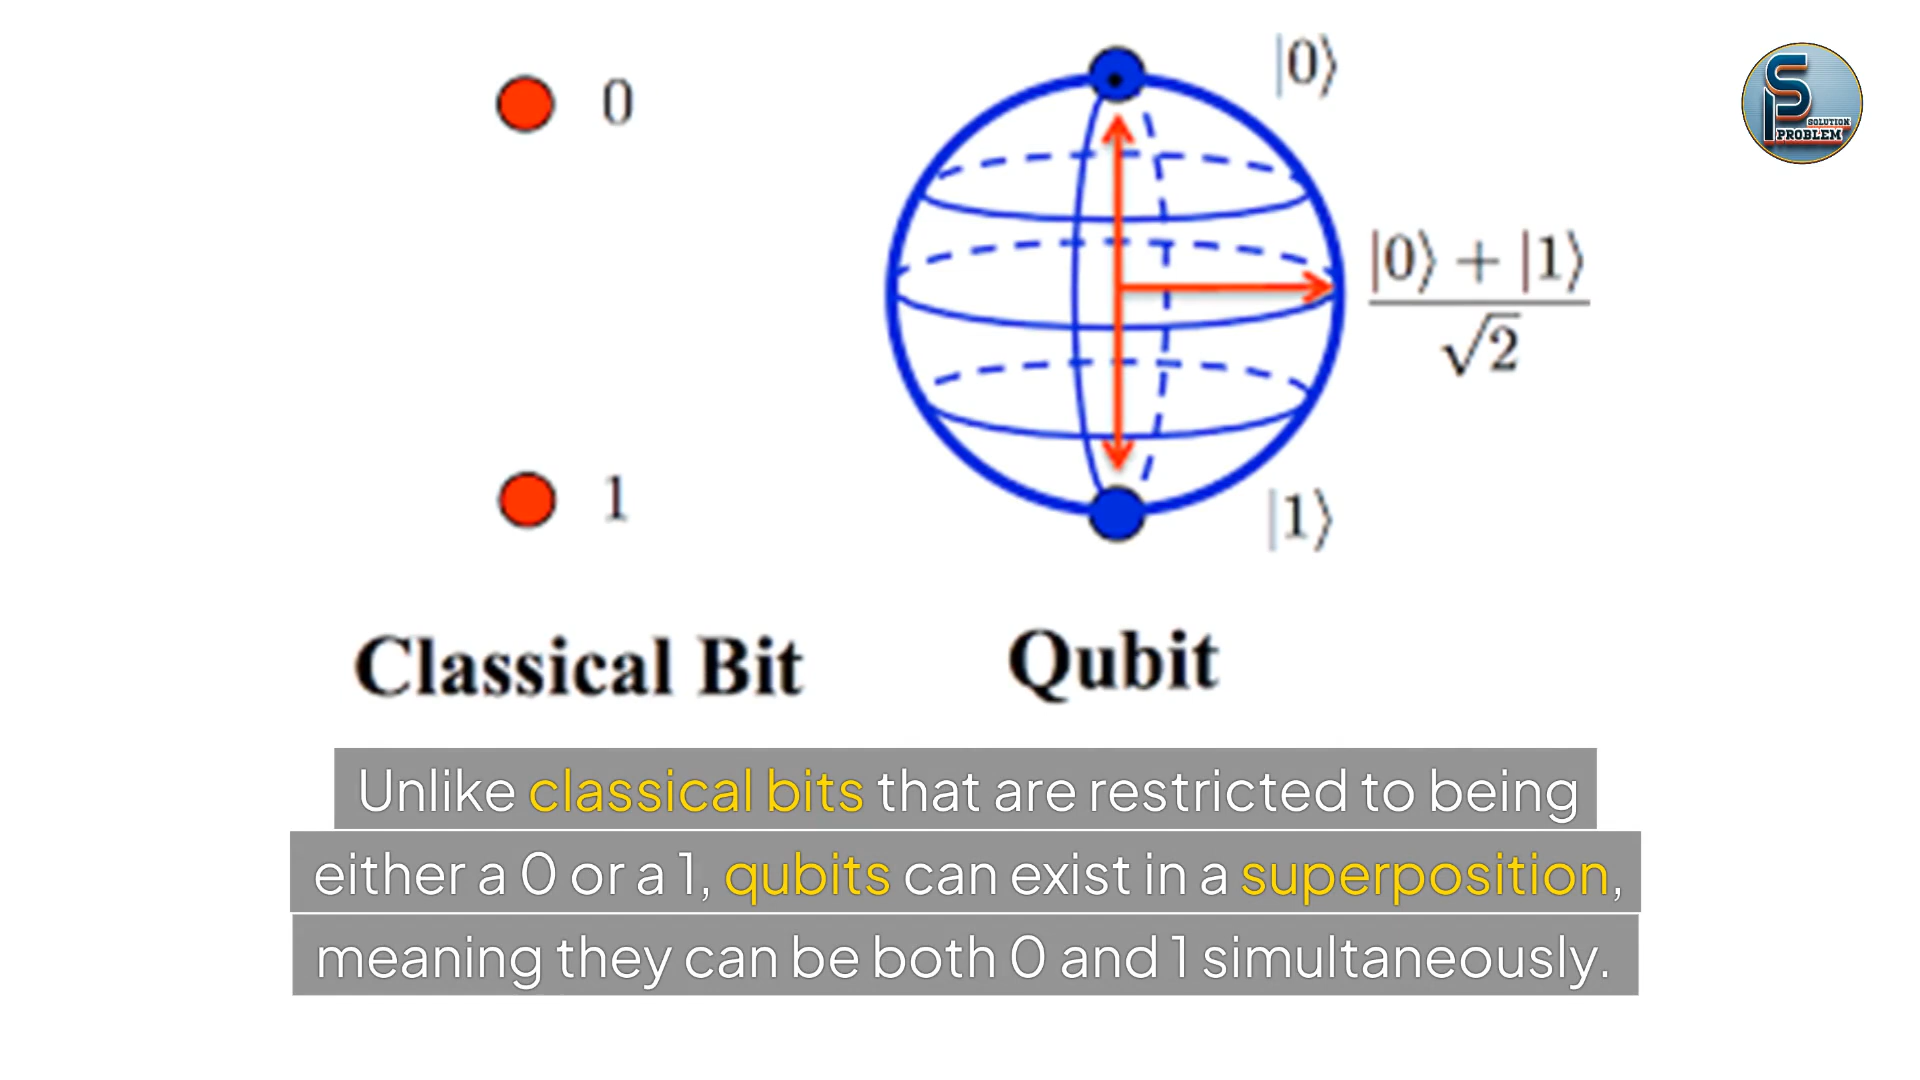 0
|0⟩
SOLUTION
PROBLEM
|0⟩ + |1⟩
√2
1
|1⟩
Classical Bit
Qubit
Unlike classical bits that are restricted to being
either a 0 or a 1, qubits can exist in a superposition,
meaning they can be both 0 and 1 simultaneously.